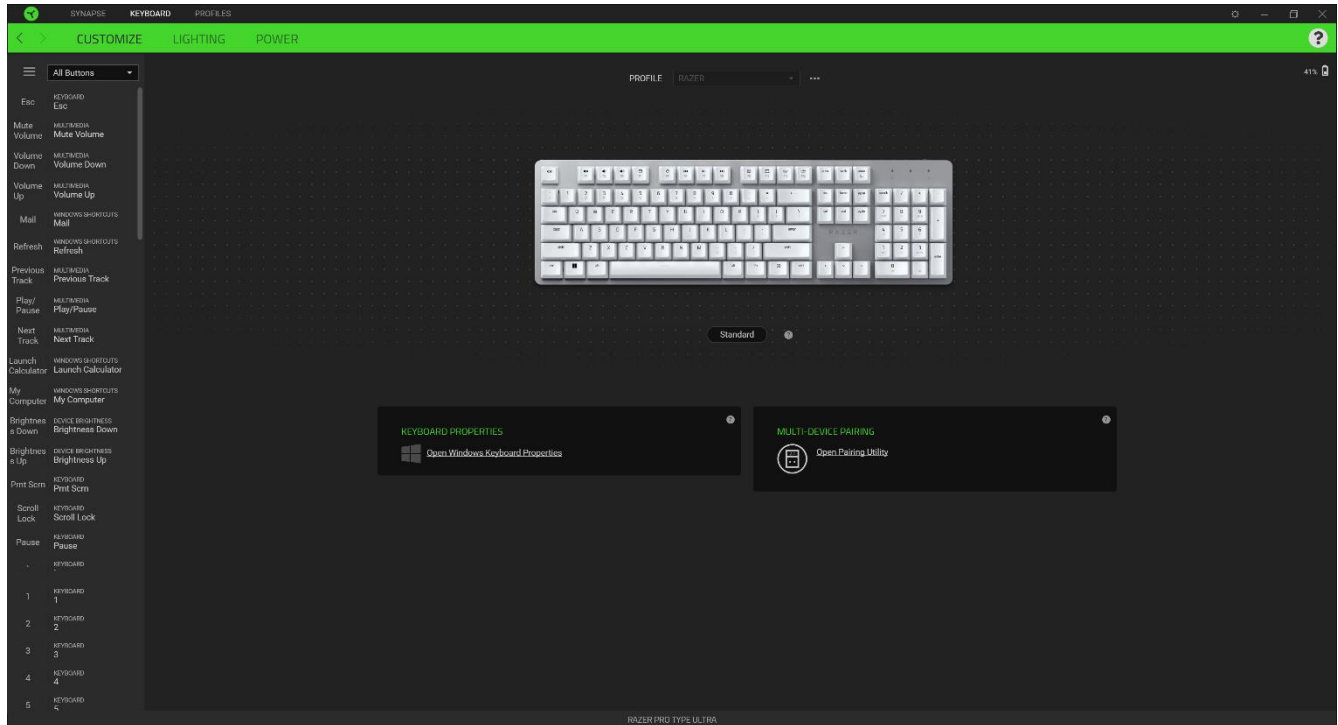 SYNAPSE KEYBOARD PROFILES
CUSTOMIZE LIGHTING POWER
All Buttons
PROFILE RAZER
41%
Esc KEYBOARD
Esc
Mute Volume MULTIMEDIA
Mute Volume
Volume Down MULTIMEDIA
Volume Down
Volume Up MULTIMEDIA
Volume Up
Mail WINDOWS SHORTCUTS
Mail
Refresh WINDOWS SHORTCUTS
Refresh
Previous Track MULTIMEDIA
Previous Track
Play/ Pause MULTIMEDIA
Play/Pause
Next Track MULTIMEDIA
Next Track
Launch Calculator WINDOWS SHORTCUTS
Launch Calculator
My Computer WINDOWS SHORTCUTS
My Computer
Brightnes s Down DEVICE BRIGHTNESS
Brightness Down
Brightnes s Up DEVICE BRIGHTNESS
Brightness Up
Prnt Scrn KEYBOARD
Prnt Scrn
Scroll Lock KEYBOARD
Scroll Lock
Pause KEYBOARD
Pause
` KEYBOARD
`
1 KEYBOARD
1
2 KEYBOARD
2
3 KEYBOARD
3
4 KEYBOARD
4
5 KEYBOARD
5
RAZER
Standard
KEYBOARD PROPERTIES
Open Windows Keyboard Properties
MULTI-DEVICE PAIRING
Open Pairing Utility
RAZER PRO TYPE ULTRA